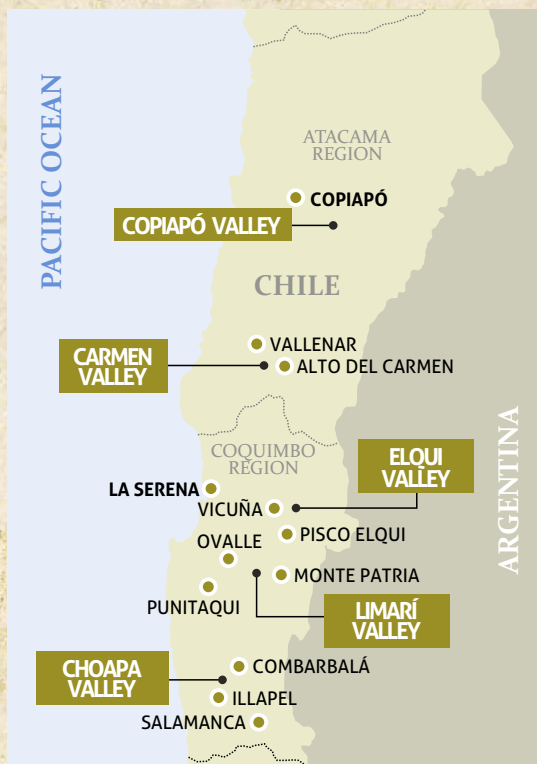 PACIFIC OCEAN
ATACAMA
REGION
COPIAPÓ
COPIAPÓ VALLEY
CHILE
VALLENAR
CARMEN
VALLEY
ALTO DEL CARMEN
ARGENTINA
COQUIMBO
REGION
ELQUI
VALLEY
LA SERENA
VICUÑA
PISCO ELQUI
OVALLE
MONTE PATRIA
PUNITAQUI
LIMARÍ
VALLEY
CHOAPA
VALLEY
COMBARBALÁ
ILLAPEL
SALAMANCA